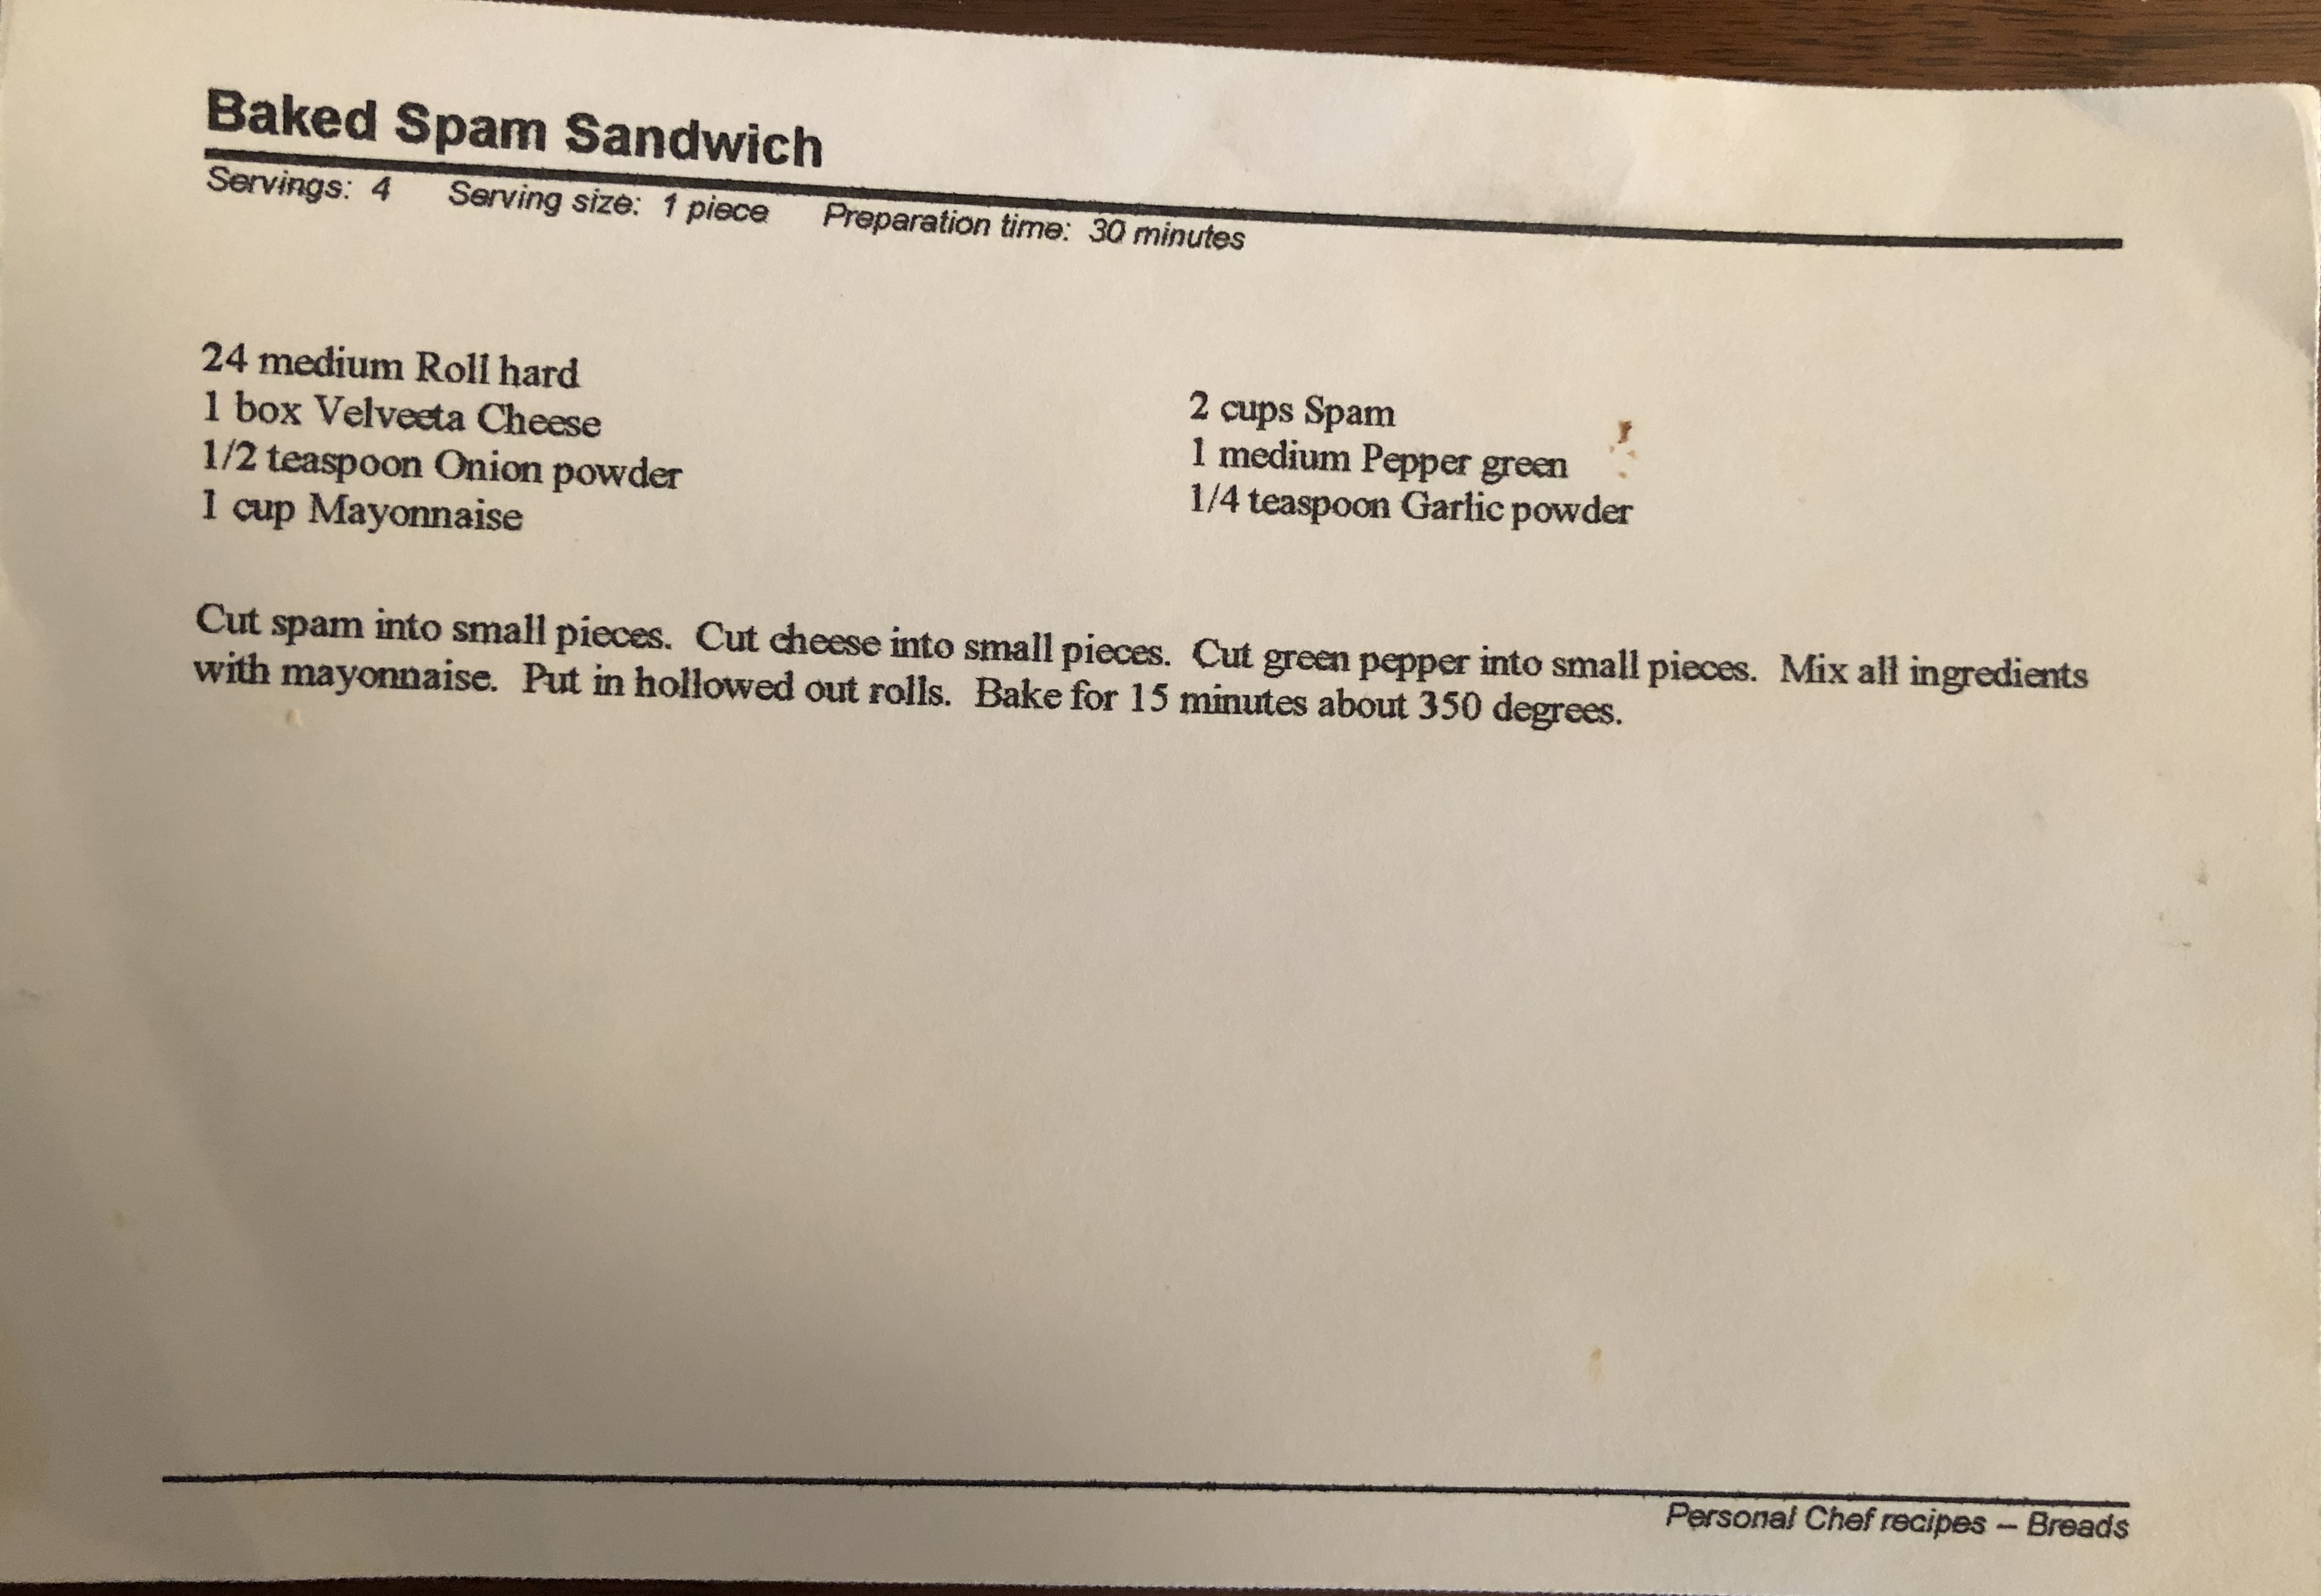 Baked Spam Sandwich
Servings: 4 Serving size: 1 piece Preparation time: 30 minutes
24 medium Roll hard
1 box Velveeta Cheese
1/2 teaspoon Onion powder
1 cup Mayonnaise
2 cups Spam
1 medium Pepper green
1/4 teaspoon Garlic powder
Cut spam into small pieces. Cut cheese into small pieces. Cut green pepper into small pieces. Mix all ingredients
with mayonnaise. Put in hollowed out rolls. Bake for 15 minutes about 350 degrees.
Personal Chef recipes – Breads